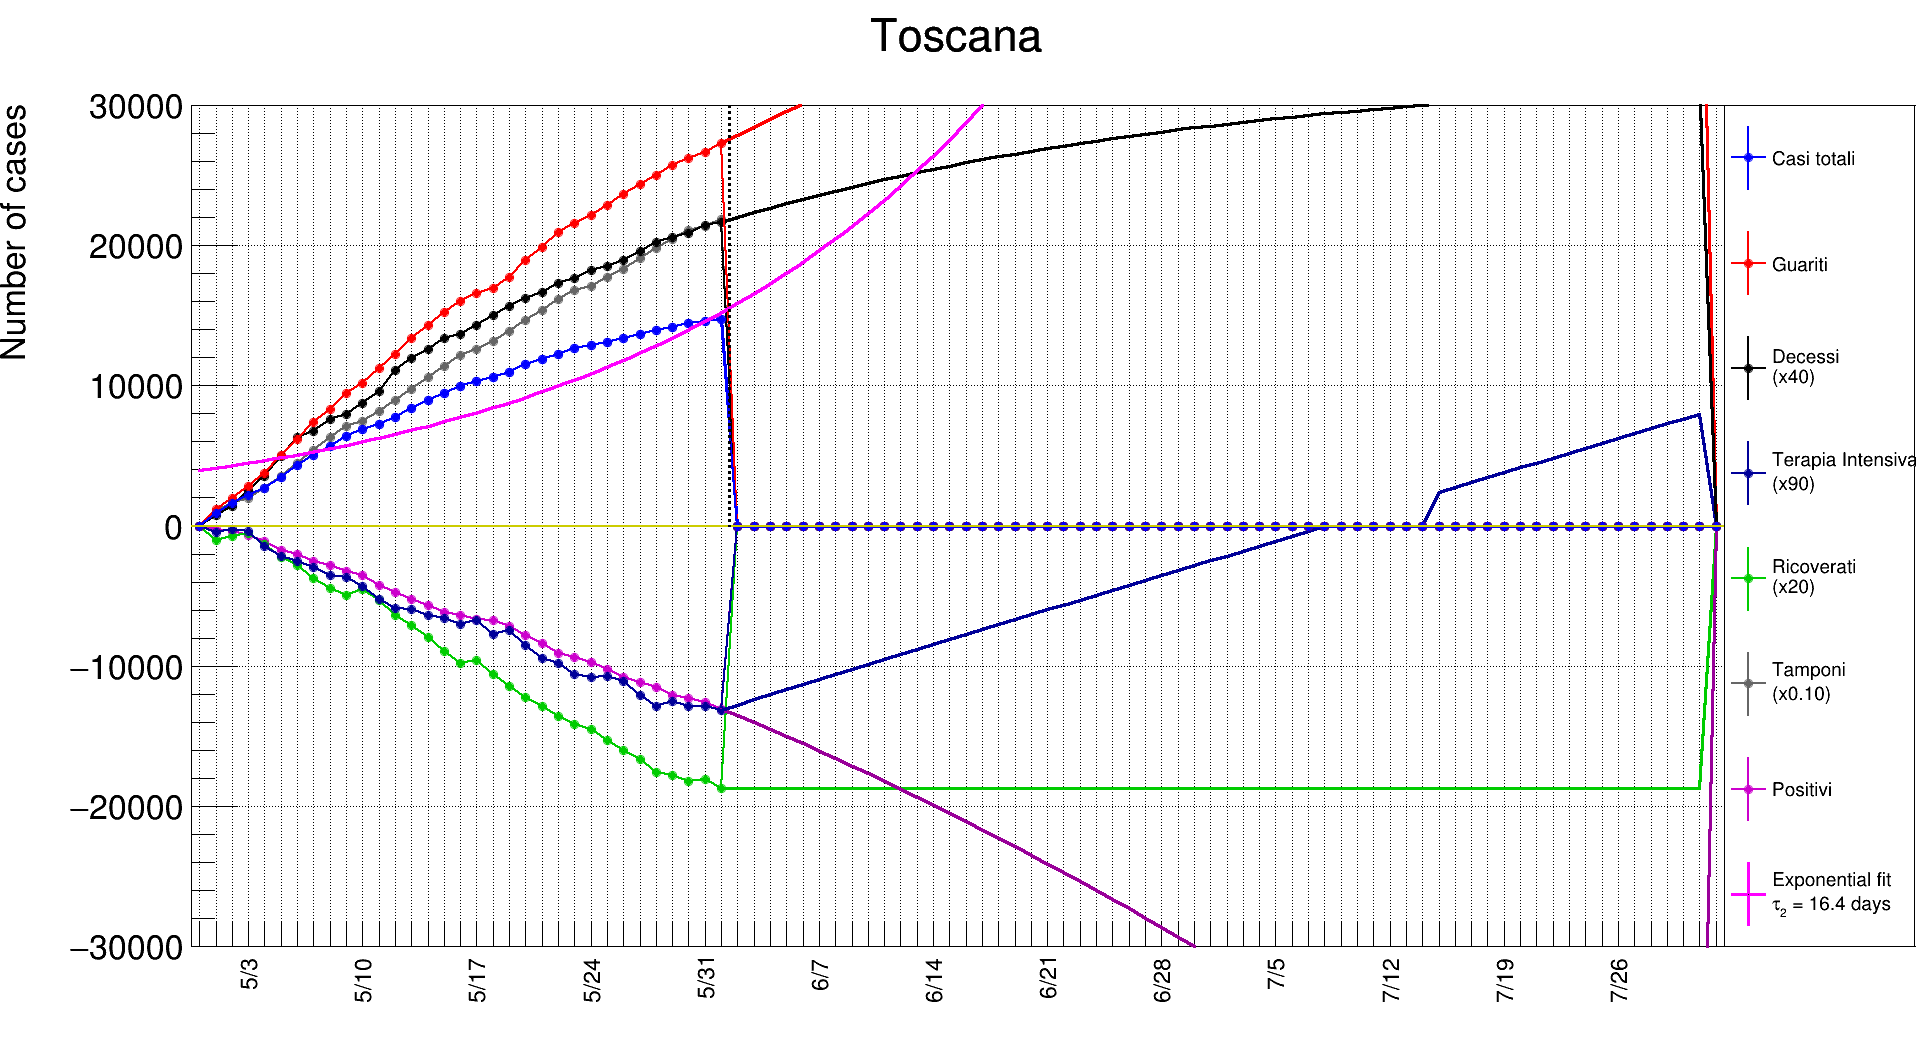 Toscana
Number of cases
30000
20000
10000
0
−10000
−20000
−30000
5/3
5/10
5/17
5/24
5/31
6/7
6/14
6/21
6/28
7/5
7/12
7/19
7/26
Casi totali
Guariti
Decessi
(x40)
Terapia Intensiva
(x90)
Ricoverati
(x20)
Tamponi
(x0.10)
Positivi
Exponential fit
τ2 = 16.4 days